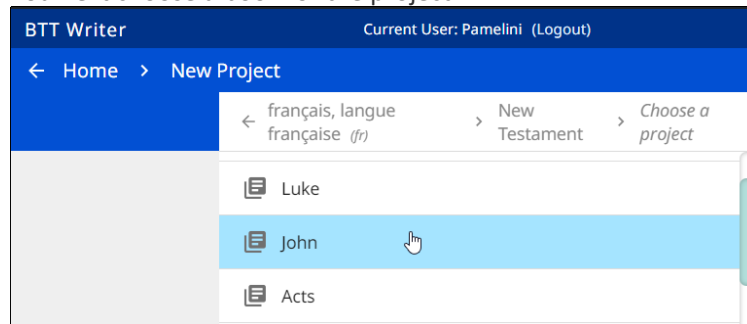 BTT Writer Current User: Pamelini (Logout)
← Home > New Project
← français, langue française (fr) > New Testament > Choose a project
Luke
John
Acts